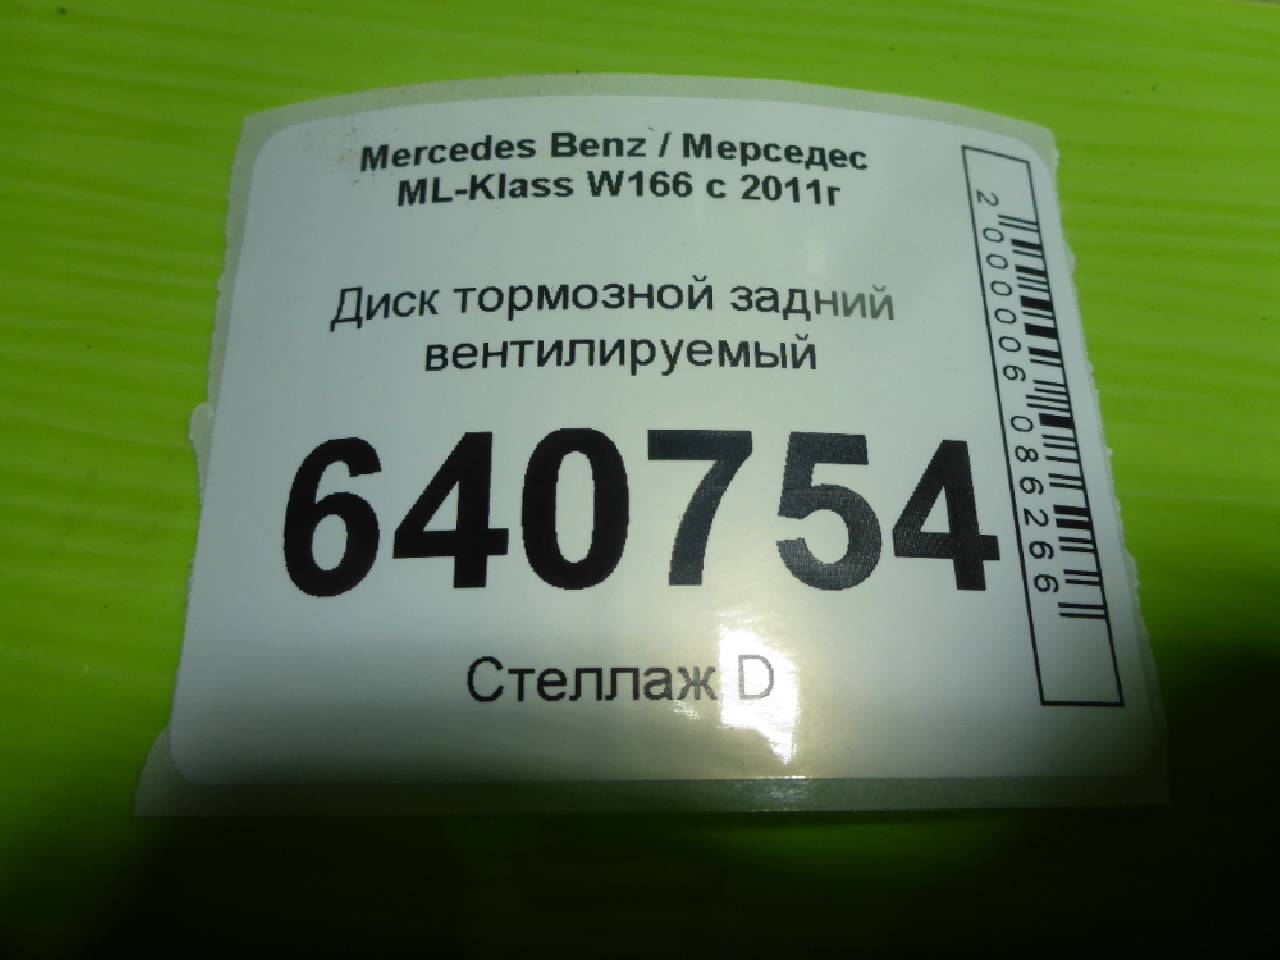 Mercedes Benz / Мерседес
ML-Klass W166 с 2011г
Диск тормозной задний
вентилируемый
640754
Стеллаж D
2000006086266